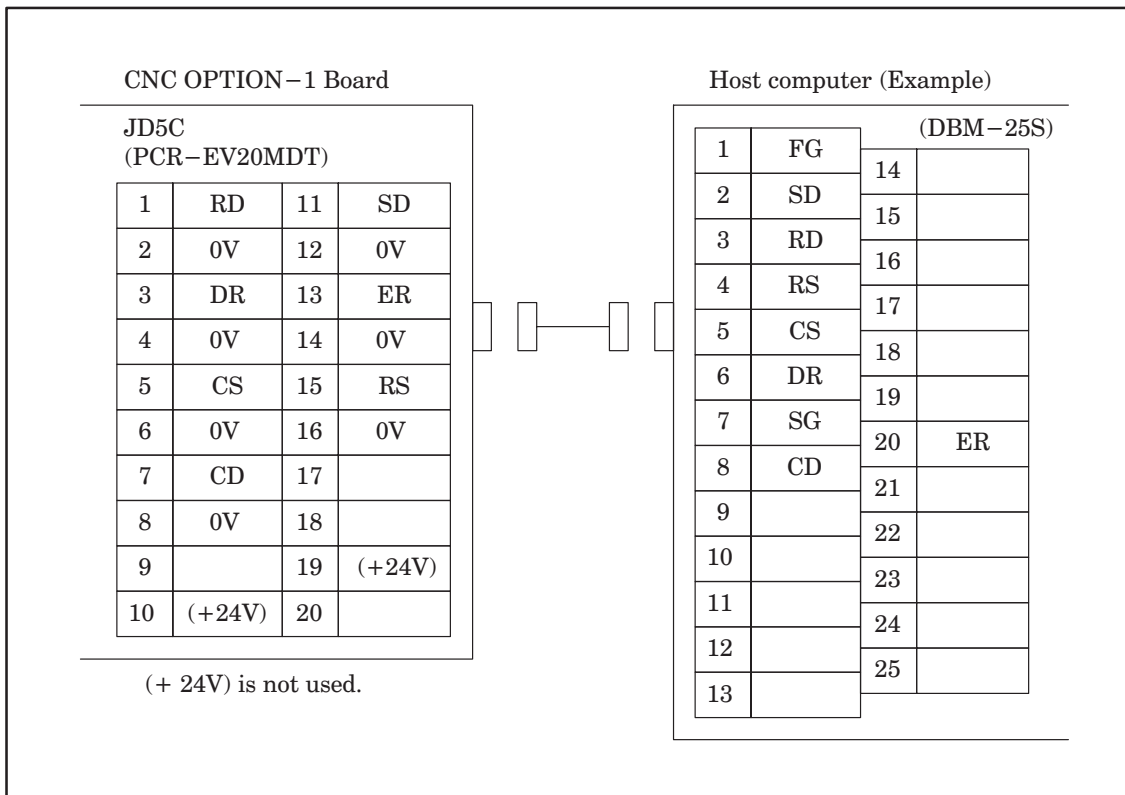 CNC OPTION−1 Board
JD5C
(PCR−EV20MDT)
1 RD 11 SD
2 0V 12 0V
3 DR 13 ER
4 0V 14 0V
5 CS 15 RS
6 0V 16 0V
7 CD 17
8 0V 18
9 19 (+24V)
10 (+24V) 20
(+ 24V) is not used.
Host computer (Example)
(DBM−25S)
1 FG
2 SD
3 RD
4 RS
5 CS
6 DR
7 SG
8 CD
9
10
11
12
13
14
15
16
17
18
19
20 ER
21
22
23
24
25